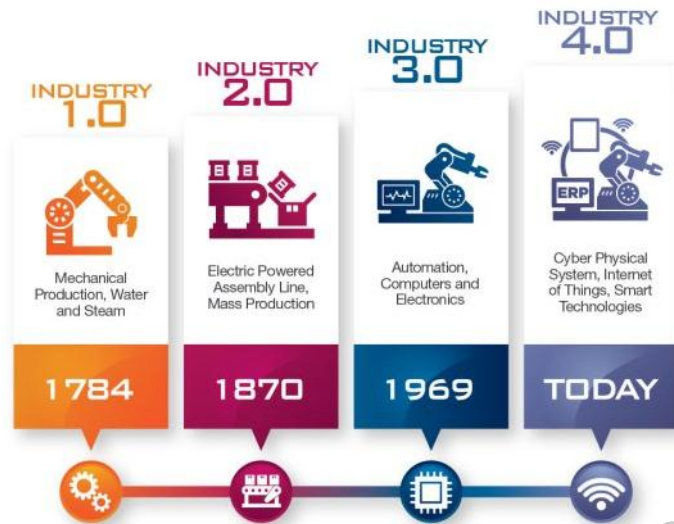 INDUSTRY
1.0
Mechanical
Production, Water
and Steam
1784
INDUSTRY
2.0
Electric Powered
Assembly Line,
Mass Production
1870
INDUSTRY
3.0
Automation,
Computers and
Electronics
1969
INDUSTRY
4.0
ERP
Cyber Physical
System, Internet
of Things, Smart
Technologies
TODAY